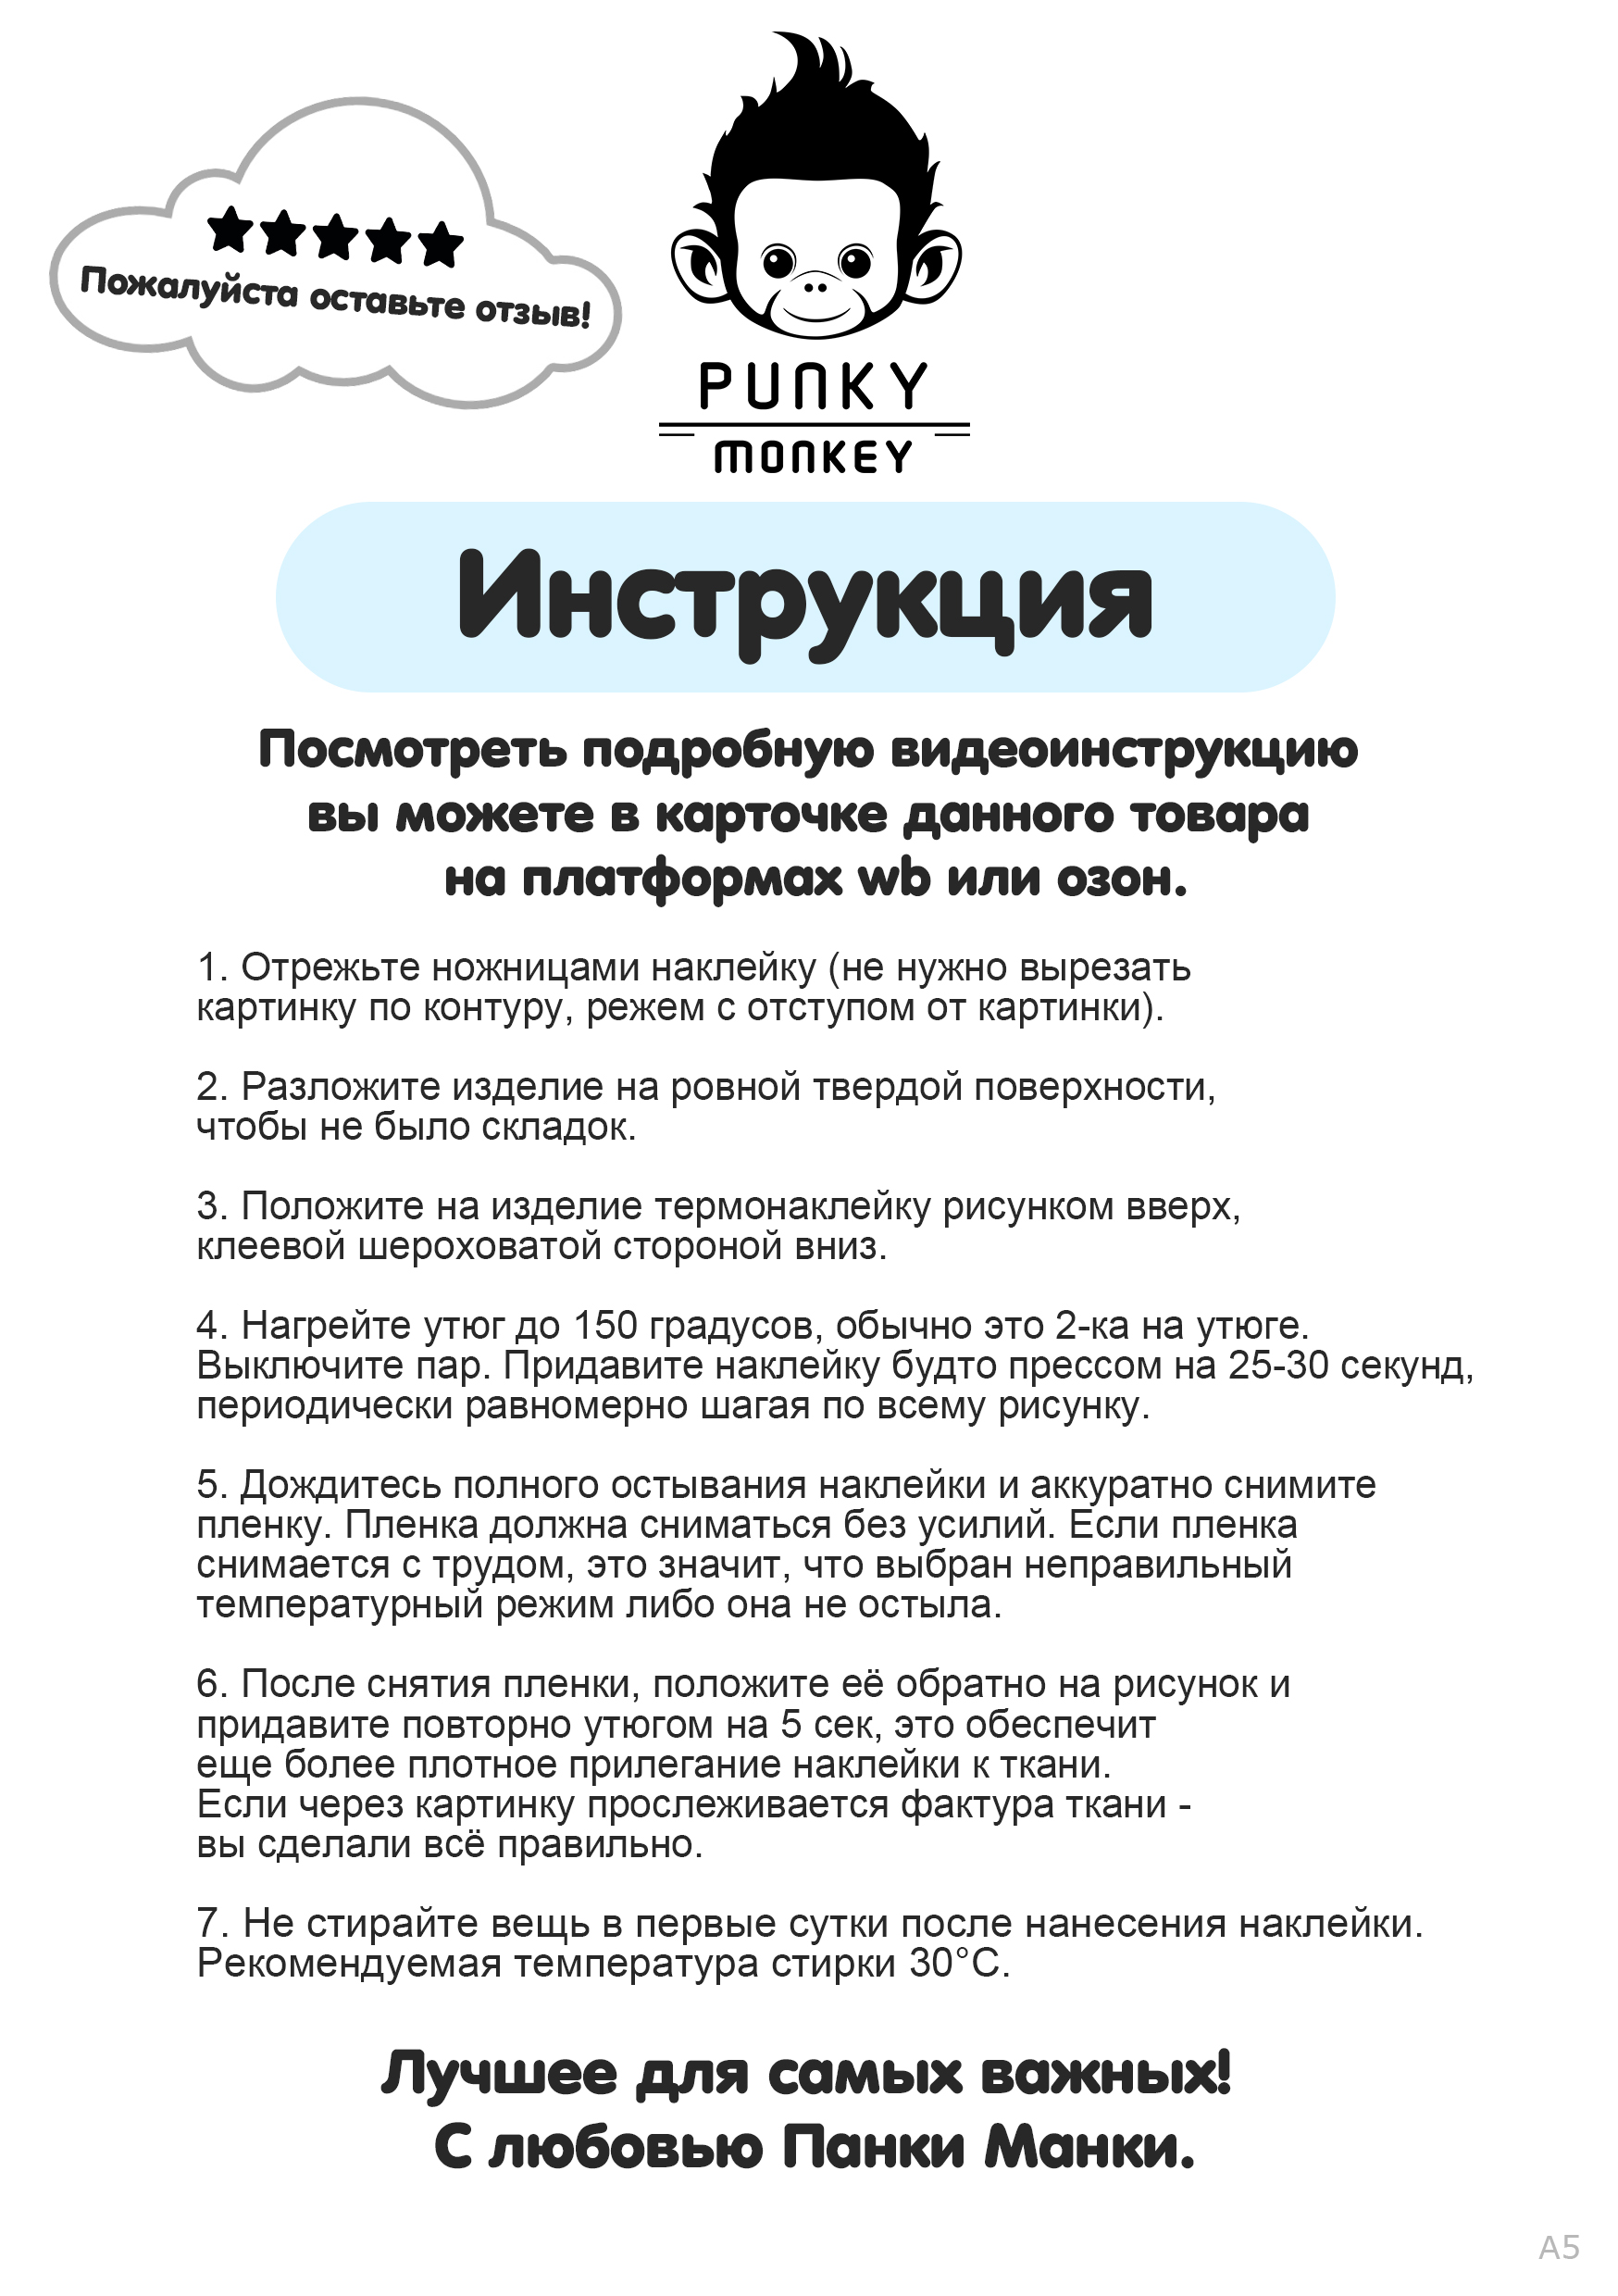 Пожалуйста оставьте отзыв!
PUNKY
MONKEY
Инструкция
Посмотреть подробную видеоинструкцию
вы можете в карточке данного товара
на платформах wb или озон.
1. Отрежьте ножницами наклейку (не нужно вырезать
картинку по контуру, режем с отступом от картинки).
2. Разложите изделие на ровной твердой поверхности,
чтобы не было складок.
3. Положите на изделие термонаклейку рисунком вверх,
клеевой шероховатой стороной вниз.
4. Нагрейте утюг до 150 градусов, обычно это 2-ка на утюге.
Выключите пар. Придавите наклейку будто прессом на 25-30 секунд,
периодически равномерно шагая по всему рисунку.
5. Дождитесь полного остывания наклейки и аккуратно снимите
пленку. Пленка должна сниматься без усилий. Если пленка
снимается с трудом, это значит, что выбран неправильный
температурный режим либо она не остыла.
6. После снятия пленки, положите её обратно на рисунок и
придавите повторно утюгом на 5 сек, это обеспечит
еще более плотное прилегание наклейки к ткани.
Если через картинку прослеживается фактура ткани -
вы сделали всё правильно.
7. Не стирайте вещь в первые сутки после нанесения наклейки.
Рекомендуемая температура стирки 30°C.
Лучшее для самых важных!
С любовью Панки Манки.
A5